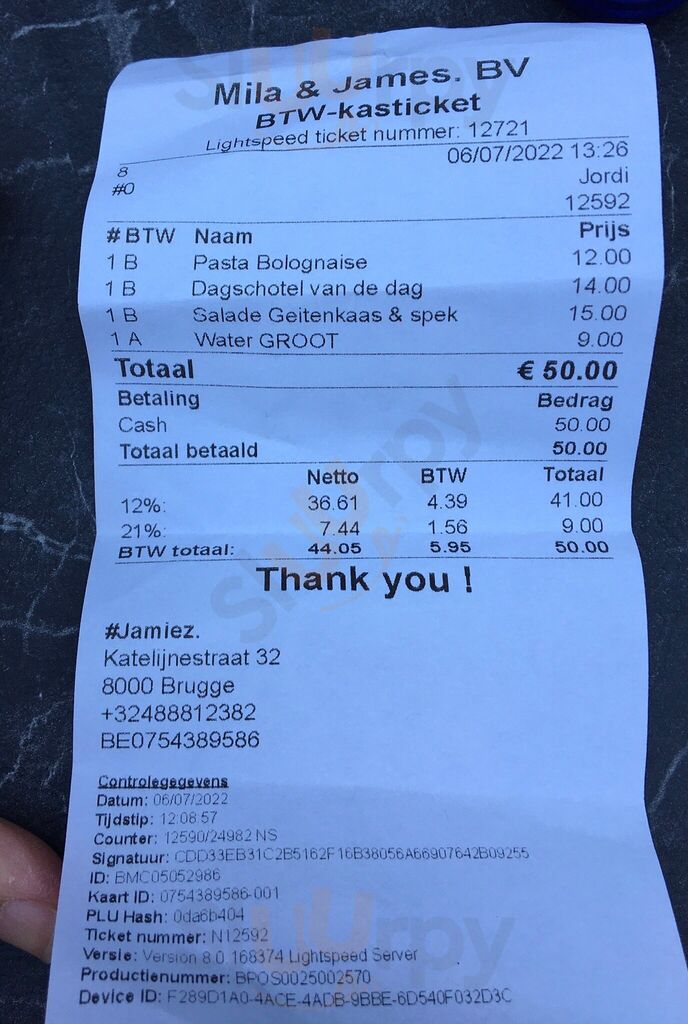 Mila & James. BV
BTW-kasticket
Lightspeed ticket nummer: 12721
8 06/07/2022 13:26
#0 Jordi
12592
# BTW Naam Prijs
1 B Pasta Bolognaise 12.00
1 B Dagschotel van de dag 14.00
1 B Salade Geitenkaas & spek 15.00
1 A Water GROOT 9.00
Totaal € 50.00
Betaling Bedrag
Cash 50.00
Totaal betaald 50.00
Netto BTW Totaal
12%: 36.61 4.39 41.00
21%: 7.44 1.56 9.00
BTW totaal: 44.05 5.95 50.00
Thank you !
#Jamiez.
Katelijnestraat 32
8000 Brugge
+32488812382
BE0754389586
Controlegegevens
Datum: 06/07/2022
Tijdstip: 12:08:57
Counter: 12590/24982 NS
Signatuur: CDD33EB31C2B5162F16B38056A66907642B09255
ID: BMC05052986
Kaart ID: 0754389586-001
PLU Hash: 0da6b404
Ticket nummer: N12592
Versie: Version 8.0.168374 Lightspeed Server
Productienummer: BPOS0025002570
Device ID: F289D1A0-4ACE-4ADB-9BBE-6D540F032D3C